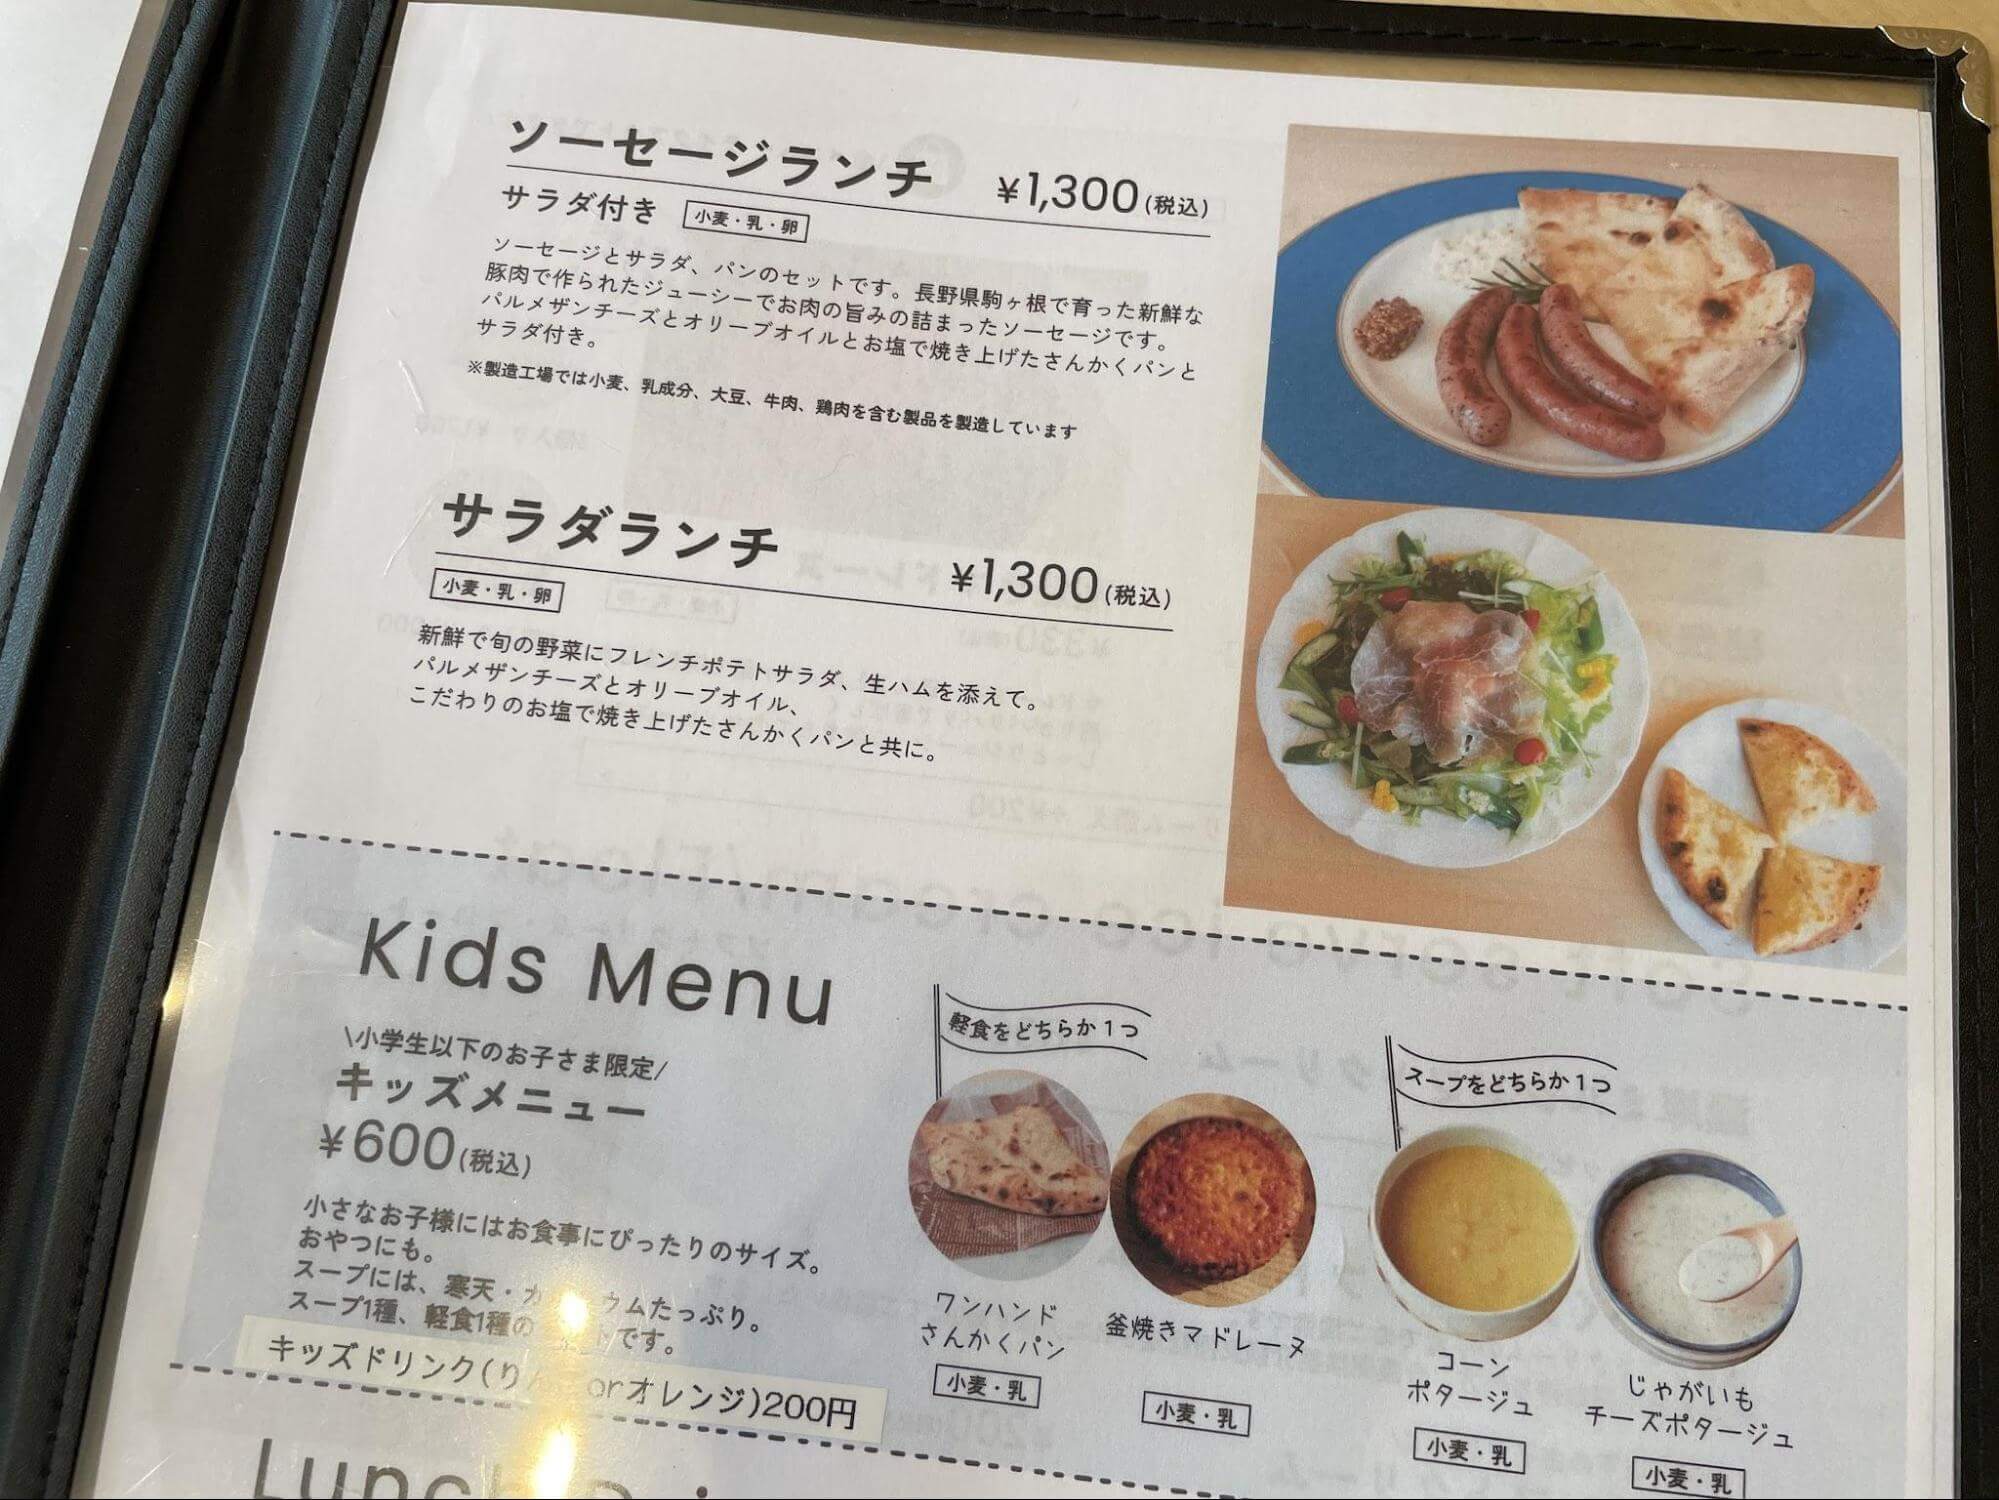 ソーセージランチ ¥1,300(税込)
サラダ付き 小麦・乳・卵
ソーセージとサラダ、パンのセットです。長野県駒ヶ根で育った新鮮な
豚肉で作られたジューシーでお肉の旨みの詰まったソーセージです。
パルメザンチーズとオリーブオイルとお塩で焼き上げたさんかくパンと
サラダ付き。
※製造工場では小麦、乳成分、大豆、牛肉、鶏肉を含む製品を製造しています
サラダランチ ¥1,300(税込)
小麦・乳・卵
新鮮で旬の野菜にフレンチポテトサラダ、生ハムを添えて。
パルメザンチーズとオリーブオイル、
こだわりのお塩で焼き上げたさんかくパンと共に。
Kids Menu
\小学生以下のお子さま限定/
キッズメニュー
¥600(税込)
小さなお子様にはお食事にぴったりのサイズ。
おやつにも。
スープには、寒天・カ ウムたっぷり。
スープ1種、軽食1種の ットです。
キッズドリンク(り orオレンジ)200円
軽食をどちらか1つ
ワンハンド
さんかくパン
小麦・乳
釜焼きマドレーヌ
小麦・乳
スープをどちらか1つ
コーン
ポタージュ
小麦・乳
じゃがいも
チーズポタージュ
小麦・乳
Lunch